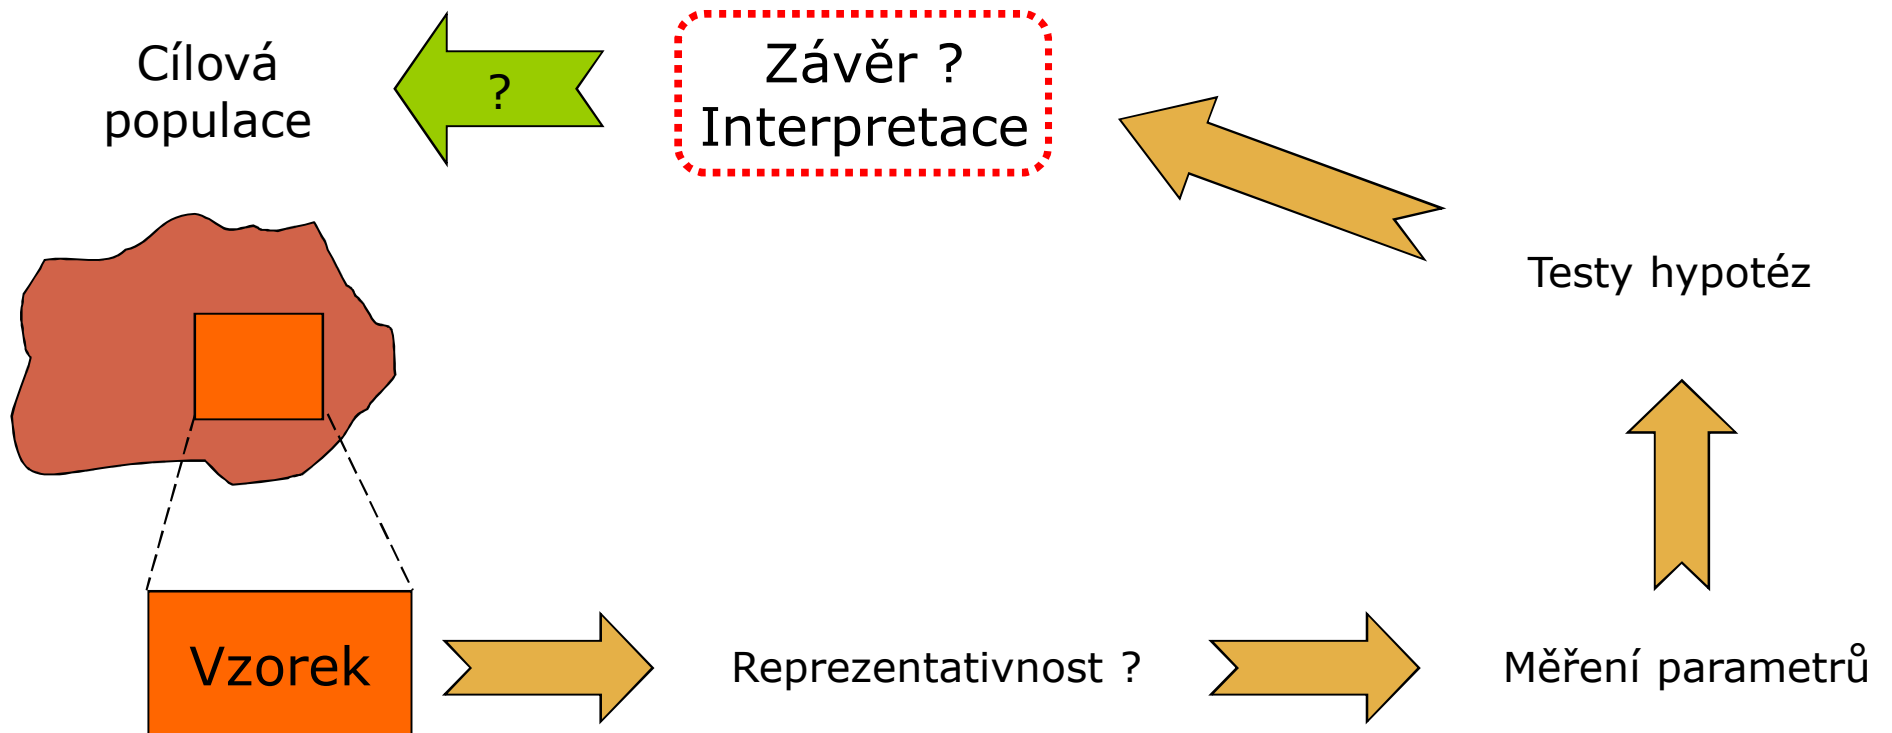 Cílová
populace
?
Závěr ?
Interpretace
Testy hypotéz
Vzorek
Reprezentativnost ?
Měření parametrů